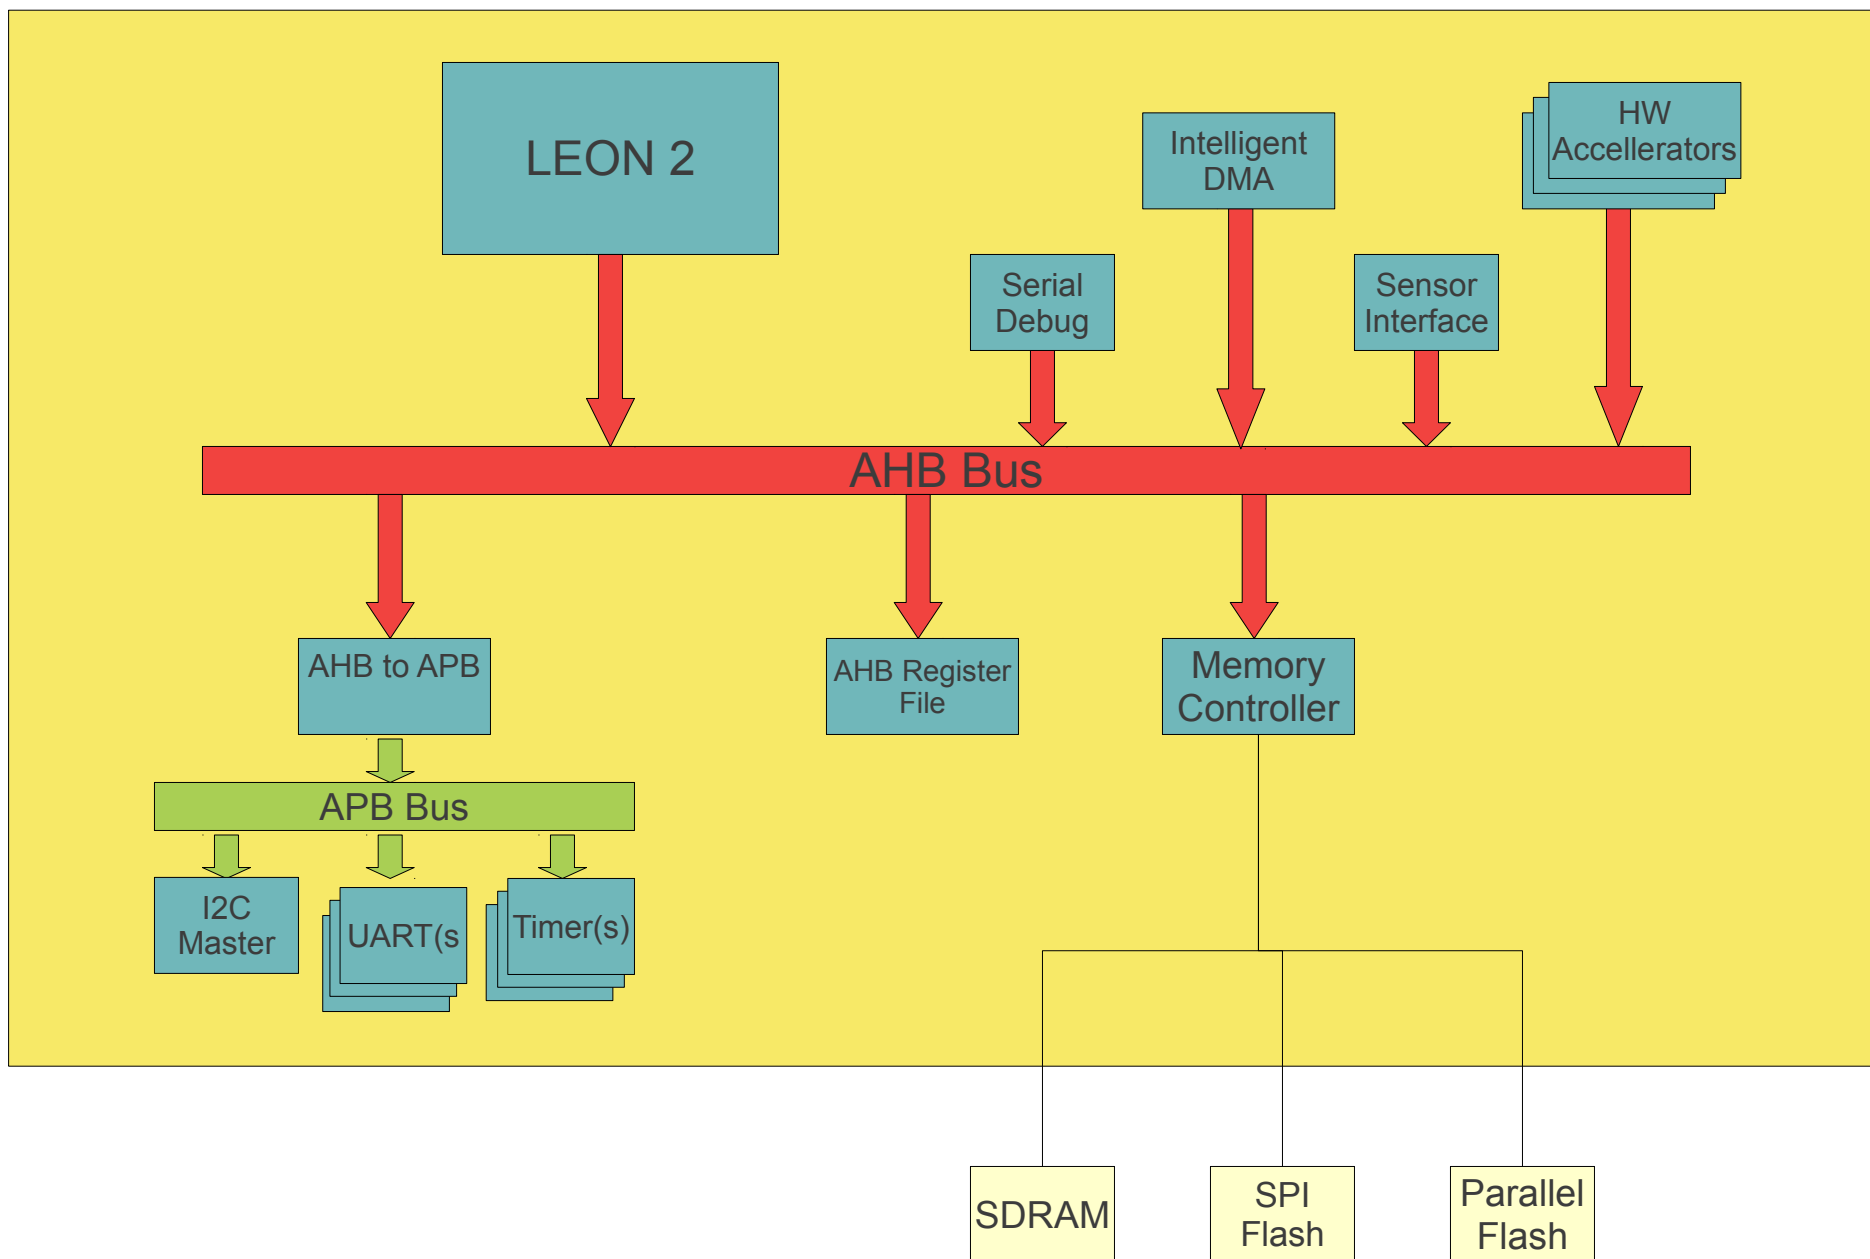 LEON 2
Intelligent
DMA
HW
Accellerators
Serial
Debug
Sensor
Interface
AHB Bus
AHB to APB
AHB Register
File
Memory
Controller
APB Bus
I2C
Master
UART(s
Timer(s)
SDRAM
SPI
Flash
Parallel
Flash